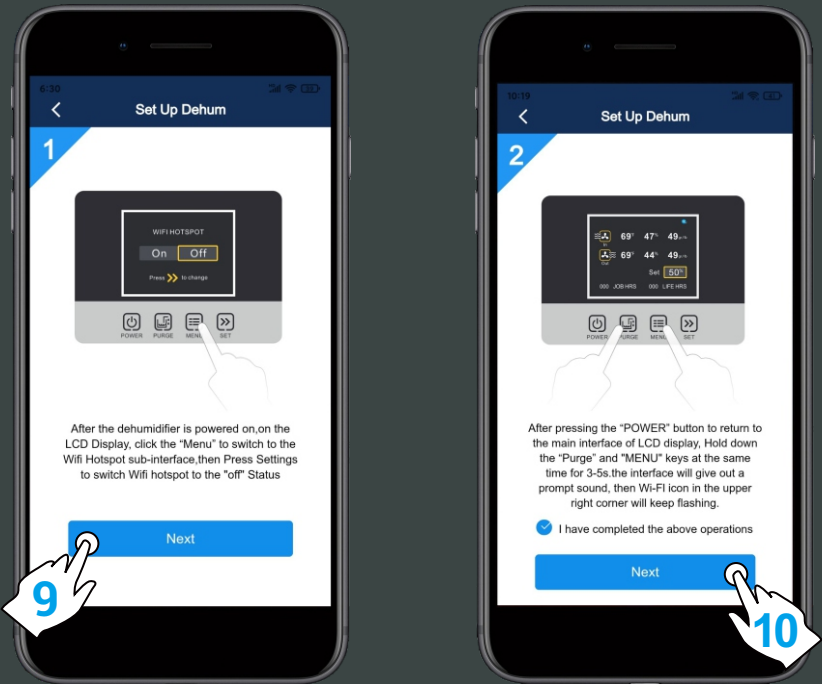 6:30
Set Up Dehum
1
WIFI HOTSPOT
On Off
Press >> to change
POWER PURGE MENU SET
After the dehumidifier is powered on,on the
LCD Display, click the “Menu” to switch to the
Wifi Hotspot sub-interface,then Press Settings
to switch Wifi hotspot to the "off" Status
Next
9
10:19
Set Up Dehum
2
69° 47%
In
69° 44%
Out
Set 50%
000 JOB HRS 000 LIFE HRS
POWER PURGE MENU SET
After pressing the “POWER” button to return to
the main interface of LCD display, Hold down
the “Purge” and "MENU" keys at the same
time for 3-5s.the interface will give out a
prompt sound, then Wi-FI icon in the upper
right corner will keep flashing.
I have completed the above operations
Next
10